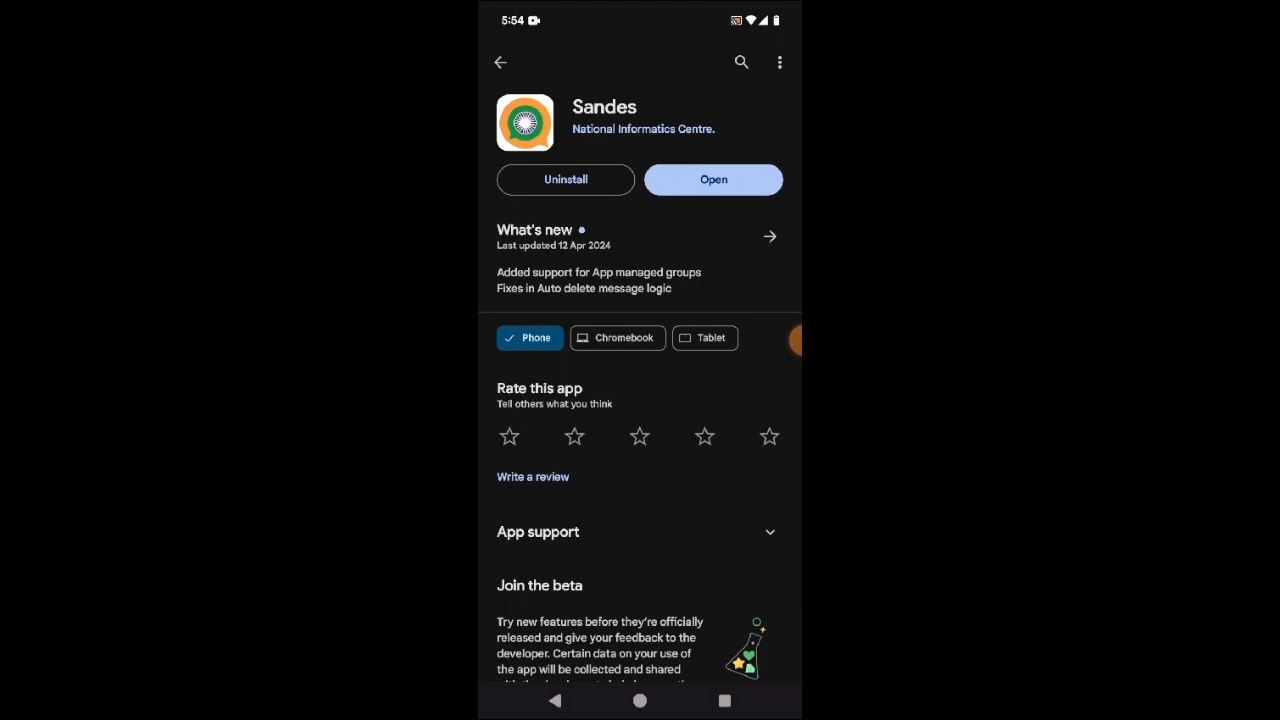 5:54
Sandes
National Informatics Centre.
Uninstall
Open
What's new
Last updated 12 Apr 2024
Added support for App managed groups
Fixes in Auto delete message logic
Phone
Chromebook
Tablet
Rate this app
Tell others what you think
Write a review
App support
Join the beta
Try new features before they're officially
released and give your feedback to the
developer. Certain data on your use of
the app will be collected and shared